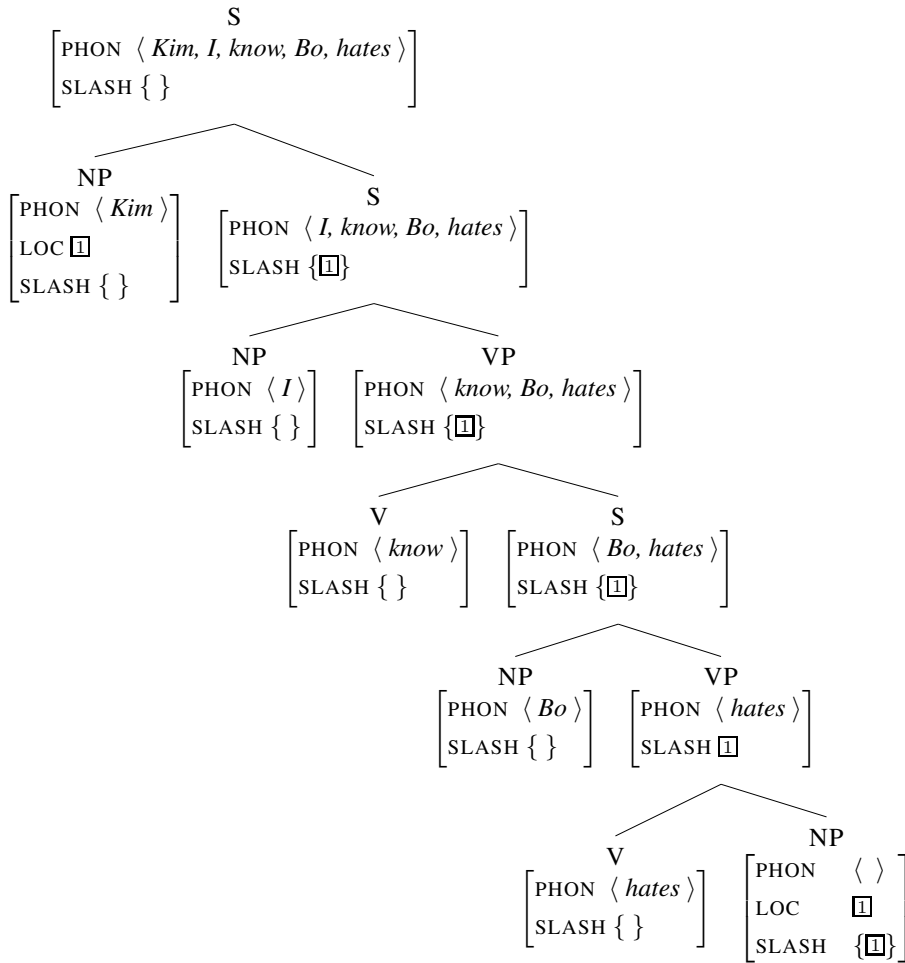 S
[PHON ⟨ Kim, I, know, Bo, hates ⟩
SLASH { }]
NP
[PHON ⟨ Kim ⟩
LOC 1
SLASH { }]
S
[PHON ⟨ I, know, Bo, hates ⟩
SLASH {1}]
NP
[PHON ⟨ I ⟩
SLASH { }]
VP
[PHON ⟨ know, Bo, hates ⟩
SLASH {1}]
V
[PHON ⟨ know ⟩
SLASH { }]
S
[PHON ⟨ Bo, hates ⟩
SLASH {1}]
NP
[PHON ⟨ Bo ⟩
SLASH { }]
VP
[PHON ⟨ hates ⟩
SLASH 1]
V
[PHON ⟨ hates ⟩
SLASH { }]
NP
[PHON ⟨ ⟩
LOC 1
SLASH {1}]